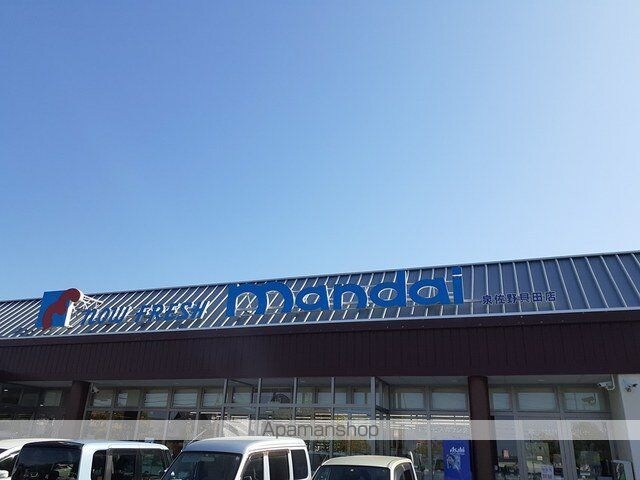 now FRESH mandai 泉佐野貝田店
Asahi
Apamanshop